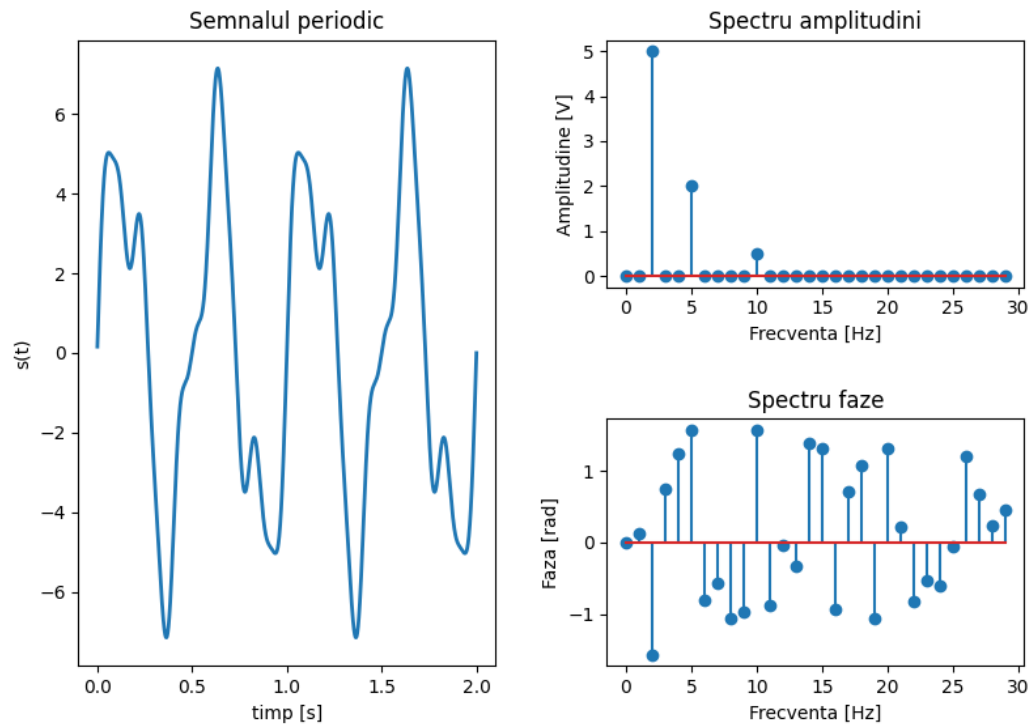 Semnalul periodic
s(t)
6
4
2
0
−2
−4
−6
0.0 0.5 1.0 1.5 2.0
timp [s]
Spectru amplitudini
Amplitudine [V]
5
4
3
2
1
0
0 5 10 15 20 25 30
Frecventa [Hz]
Spectru faze
Faza [rad]
1
0
−1
0 5 10 15 20 25 30
Frecventa [Hz]